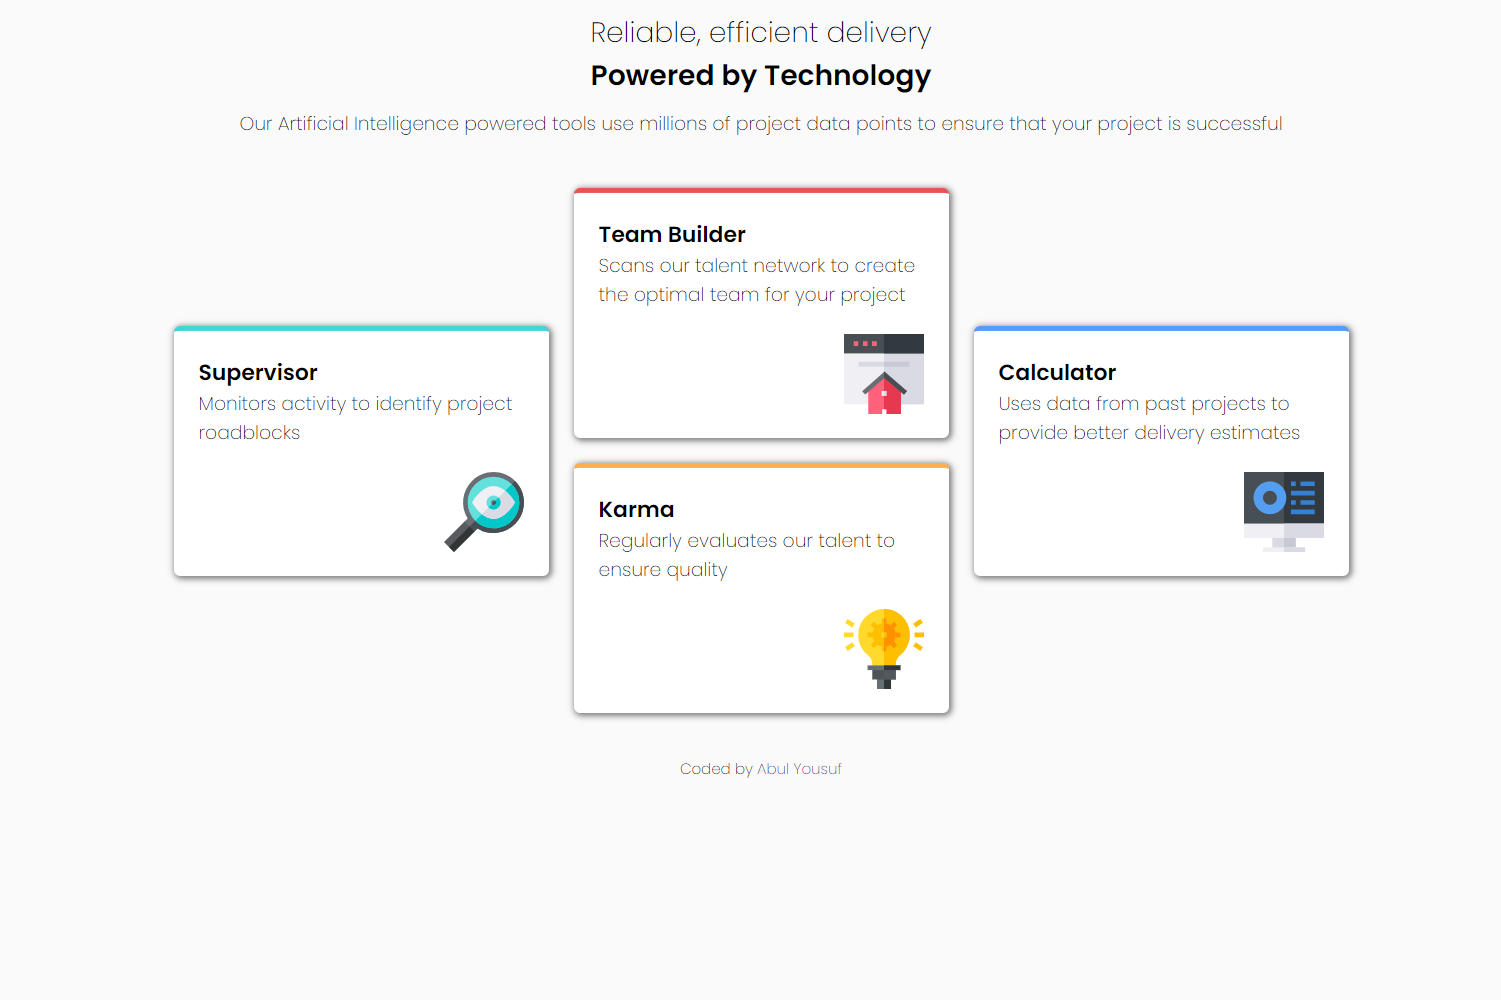 Reliable, efficient delivery
Powered by Technology
Our Artificial Intelligence powered tools use millions of project data points to ensure that your project is successful
Supervisor
Monitors activity to identify project
roadblocks
Team Builder
Scans our talent network to create
the optimal team for your project
Karma
Regularly evaluates our talent to
ensure quality
Calculator
Uses data from past projects to
provide better delivery estimates
Coded by Abul Yousuf